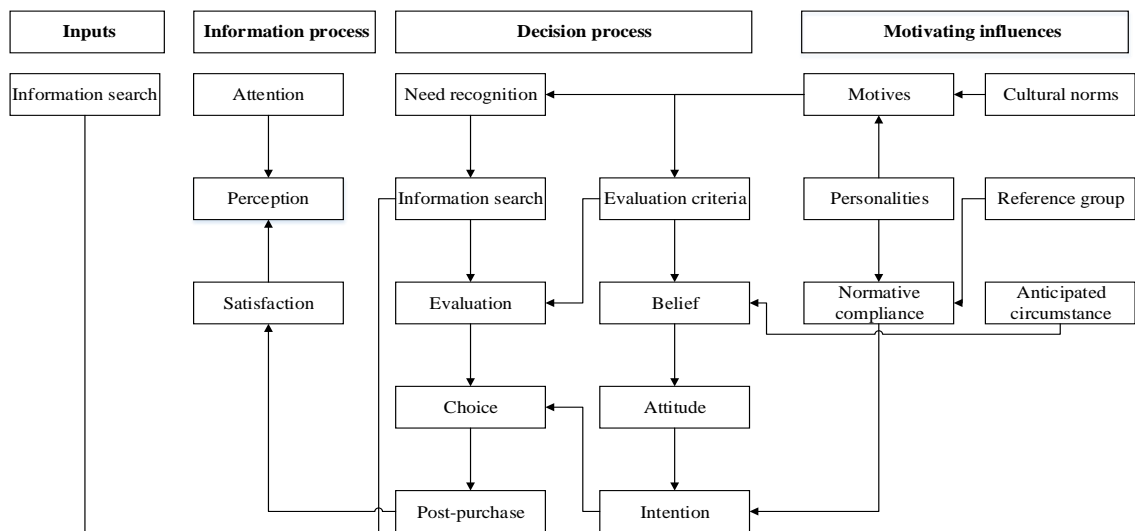 Inputs
Information process
Decision process
Motivating influences
Information search
Attention
Need recognition
Motives
Cultural norms
Perception
Information search
Evaluation criteria
Personalities
Reference group
Satisfaction
Evaluation
Belief
Normative
compliance
Anticipated
circumstance
Choice
Attitude
Post-purchase
Intention